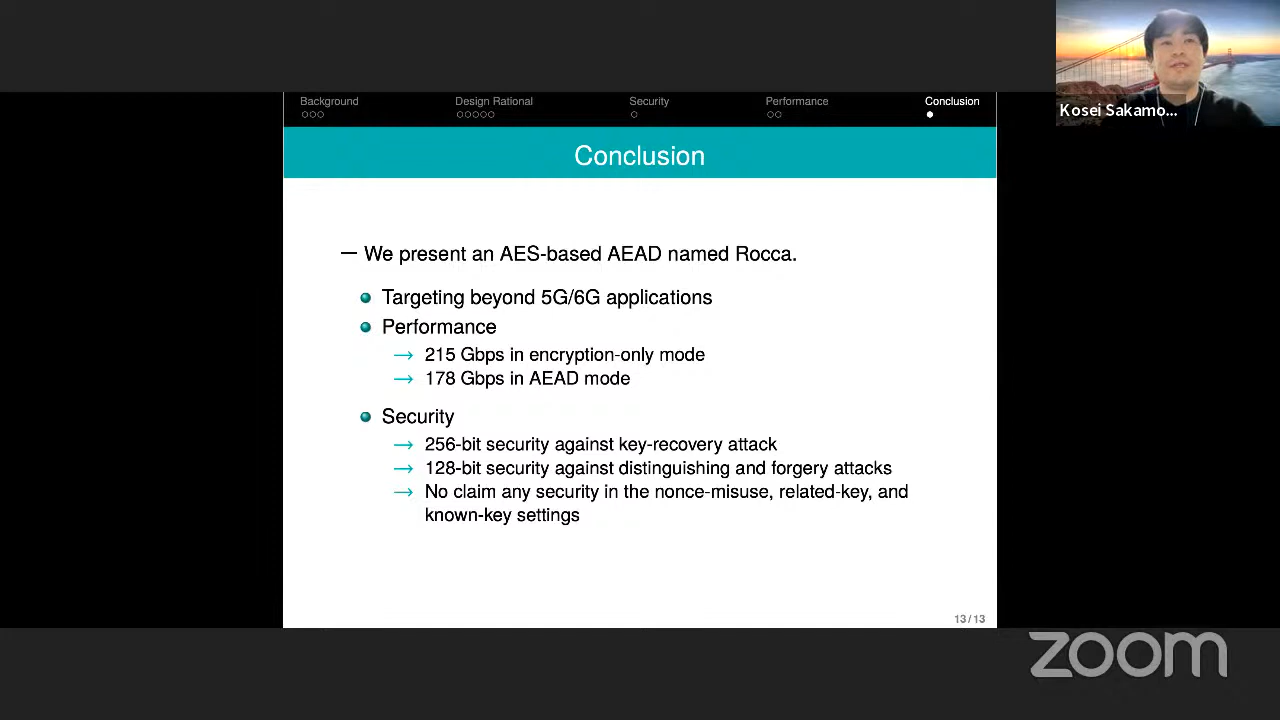 Background Design Rational Security Performance Conclusion
Conclusion
— We present an AES-based AEAD named Rocca.
Targeting beyond 5G/6G applications
Performance
→ 215 Gbps in encryption-only mode
→ 178 Gbps in AEAD mode
Security
→ 256-bit security against key-recovery attack
→ 128-bit security against distinguishing and forgery attacks
→ No claim any security in the nonce-misuse, related-key, and
known-key settings
13/13
Kosei Sakamo...
zoom